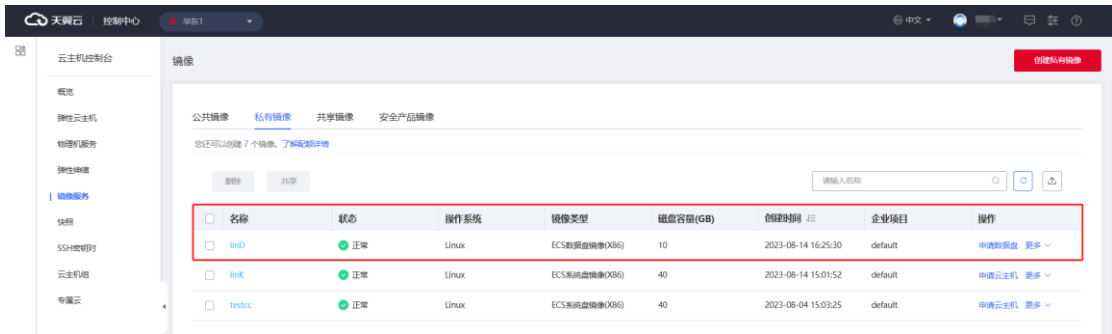 天翼云 控制中心 华东1 中文
云主机控制台
镜像 创建私有镜像
概览
弹性云主机
物理机服务
弹性伸缩
镜像服务
快照
SSH密钥对
云主机组
专属云
公共镜像 私有镜像 共享镜像 安全产品镜像
您还可以创建 7 个镜像。了解配额详情
删除 共享 请输入名称
名称 状态 操作系统 镜像类型 磁盘容量(GB) 创建时间 企业项目 操作
linD 正常 Linux ECS数据盘镜像(X86) 10 2023-08-14 16:25:30 default 申请数据盘 更多
linK 正常 Linux ECS系统盘镜像(X86) 40 2023-08-14 15:01:52 default 申请云主机 更多
testcc 正常 Linux ECS系统盘镜像(X86) 40 2023-08-04 15:03:25 default 申请云主机 更多